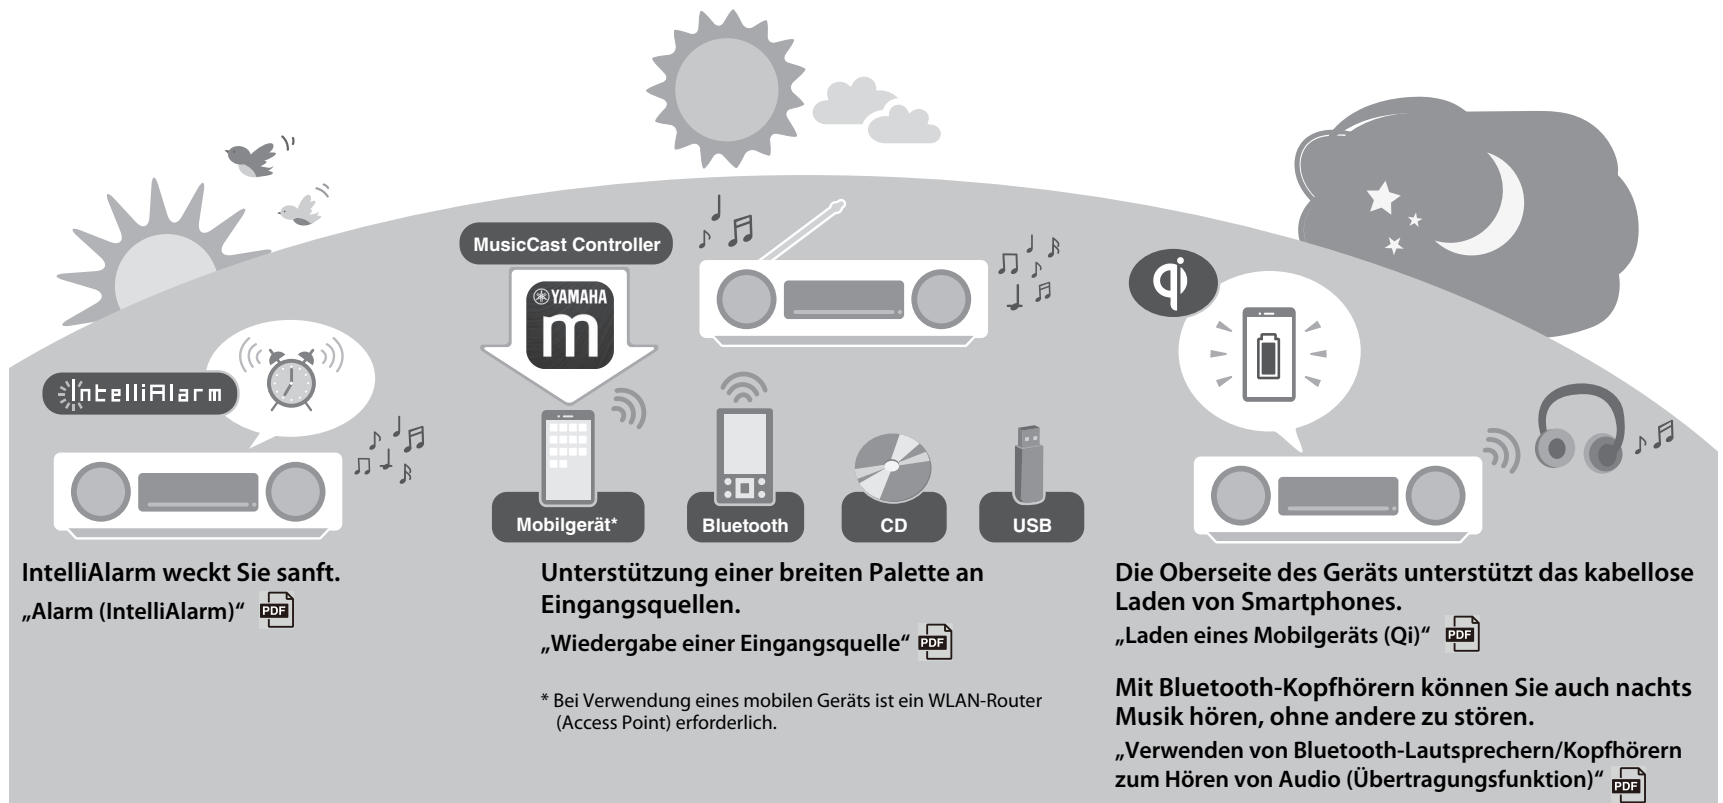 MusicCast Controller
YAMAHA
m
IntelliAlarm
qi
Mobilgerät*
Bluetooth
CD
USB
IntelliAlarm weckt Sie sanft.
„Alarm (IntelliAlarm)“ PDF
Unterstützung einer breiten Palette an
Eingangsquellen.
„Wiedergabe einer Eingangsquelle“ PDF
* Bei Verwendung eines mobilen Geräts ist ein WLAN-Router
(Access Point) erforderlich.
Die Oberseite des Geräts unterstützt das kabellose
Laden von Smartphones.
„Laden eines Mobilgeräts (Qi)“ PDF
Mit Bluetooth-Kopfhörern können Sie auch nachts
Musik hören, ohne andere zu stören.
„Verwenden von Bluetooth-Lautsprechern/Kopfhörern
zum Hören von Audio (Übertragungsfunktion)“ PDF